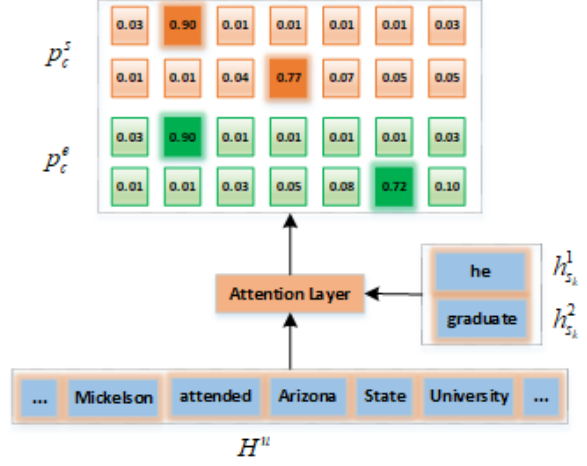 p_c^s
0.03 0.90 0.01 0.01 0.01 0.01 0.03
0.01 0.01 0.04 0.77 0.07 0.05 0.05
p_c^e
0.03 0.90 0.01 0.01 0.01 0.01 0.03
0.01 0.01 0.03 0.05 0.08 0.72 0.10
Attention Layer
he h_{s_k}^1
graduate h_{s_k}^2
... Mickelson attended Arizona State University ...
H^u